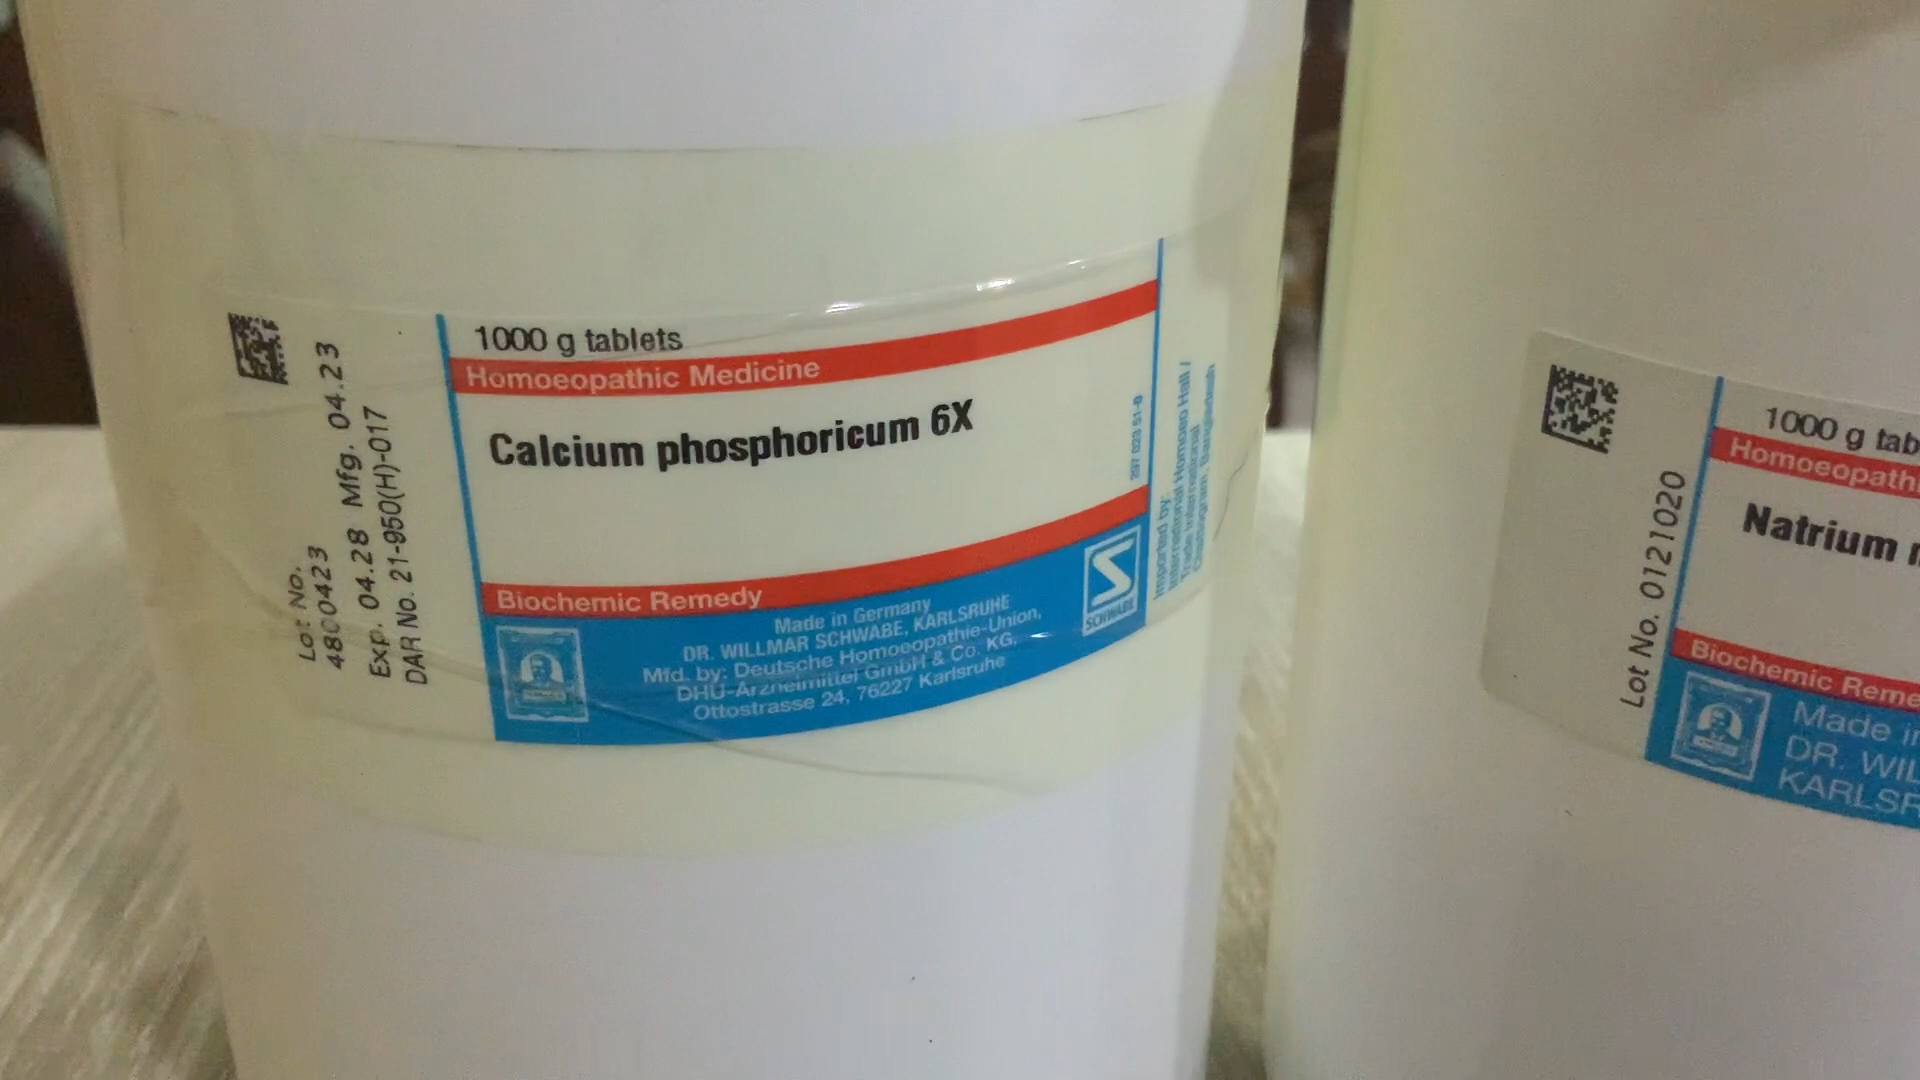 Lot No.
4800423
Exp. 04.28 Mfg. 04.23
DAR No. 21-950(H)-017
1000 g tablets
Homoeopathic Medicine
Calcium phosphoricum 6X
Biochemic Remedy
Made in Germany
DR. WILLMAR SCHWABE, KARLSRUHE
Mfd. by: Deutsche Homoeopathie-Union,
DHU-Arzneimittel GmbH & Co. KG,
Ottostrasse 24, 76227 Karlsruhe
SCHWABE
Imported by:
International Homoeo Hall /
Trade International
Chattogram, Bangladesh
Lot No. 0121020
1000 g tab
Homoeopathi
Natrium
Biochemic Reme
Made in
DR. WIL
KARLSR